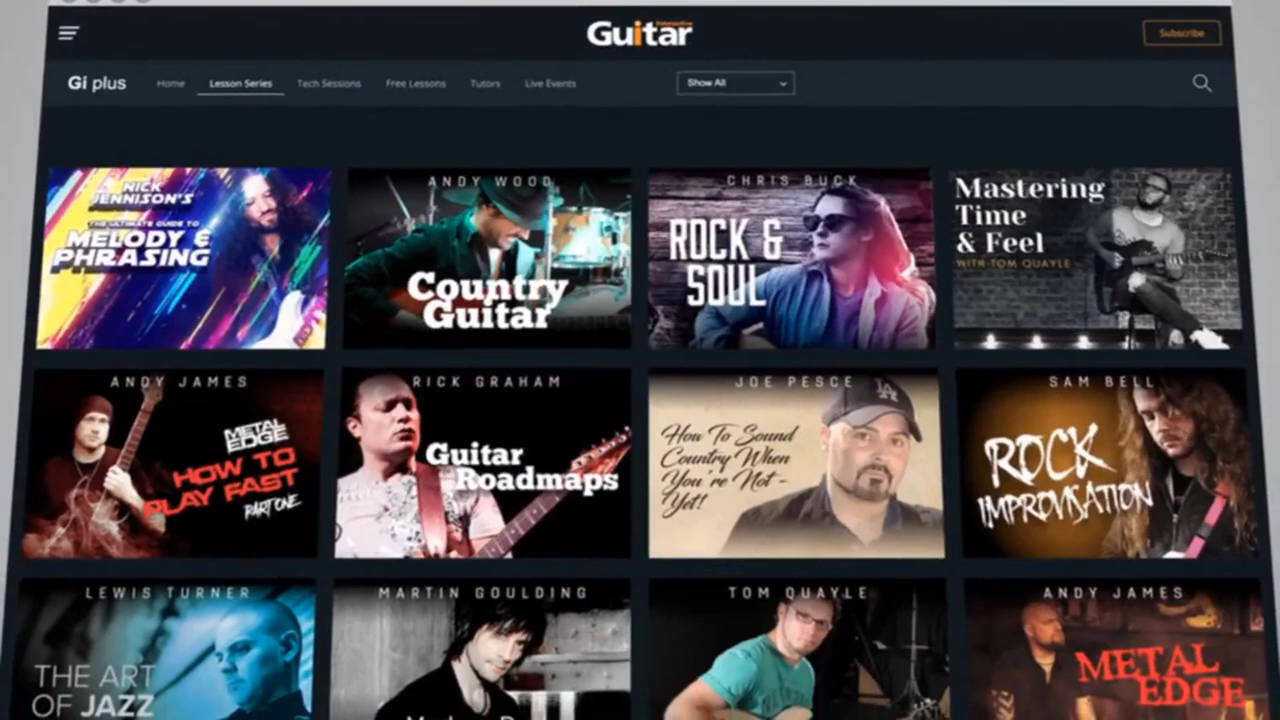 Guitar
Subscribe
Gi plus
Home
Lesson Series
Tech Sessions
Free Lessons
Tutors
Live Events
Show All
NICK
JENNISON'S
THE ULTIMATE GUIDE TO
MELODY &
PHRASING
ANDY WOOD
Country
Guitar
CHRIS BUCK
ROCK &
SOUL
Mastering
Time
& Feel
WITH TOM QUAYLE
ANDY JAMES
METAL
EDGE
HOW TO
PLAY FAST
PART ONE
RICK GRAHAM
Guitar
Roadmaps
JOE PESCE
How To Sound
Country When
You're Not -
Yet!
LA
SAM BELL
ROCK
IMPROVISATION
LEWIS TURNER
THE ART
OF JAZZ
MARTIN GOULDING
TOM QUAYLE
ANDY JAMES
METAL
EDGE